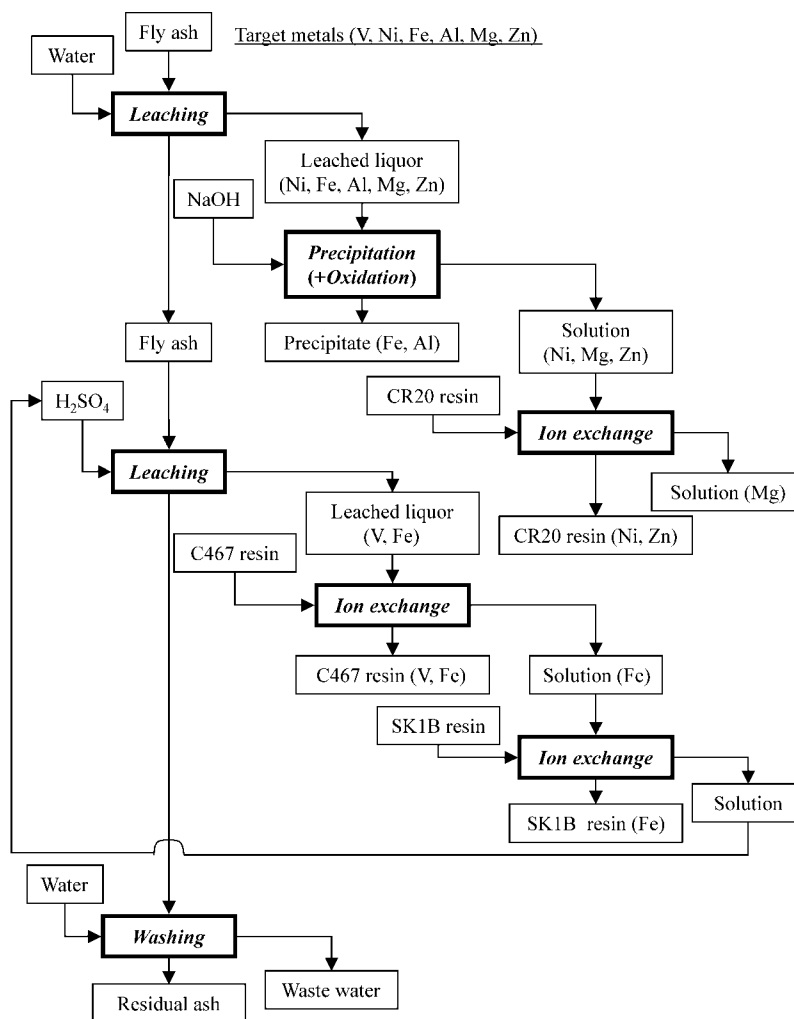 Fly ash
Target metals (V, Ni, Fe, Al, Mg, Zn)
Water
Leaching
Leached liquor
(Ni, Fe, Al, Mg, Zn)
NaOH
Precipitation
(+Oxidation)
Fly ash
Precipitate (Fe, Al)
Solution
(Ni, Mg, Zn)
H₂SO₄
CR20 resin
Ion exchange
Leaching
Solution (Mg)
Leached liquor
(V, Fe)
CR20 resin (Ni, Zn)
C467 resin
Ion exchange
C467 resin (V, Fe)
Solution (Fe)
SK1B resin
Ion exchange
Solution
SK1B resin (Fe)
Water
Washing
Residual ash
Waste water